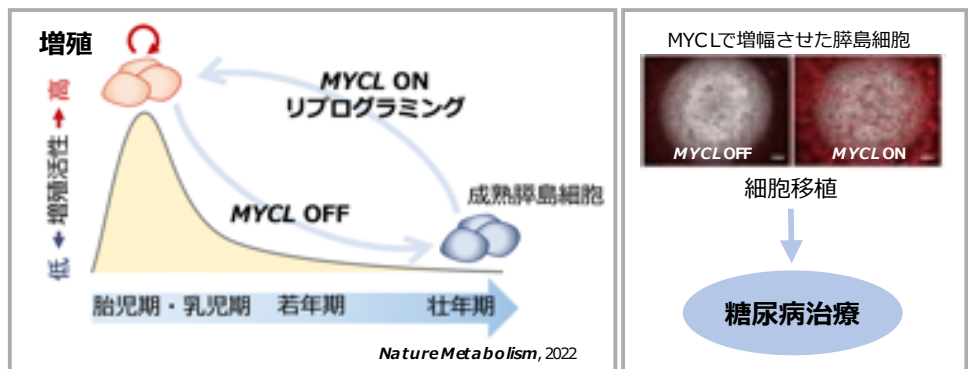 増殖
MYCL ON
リプログラミング
低 ← 増殖活性 → 高
MYCL OFF
成熟膵島細胞
胎児期・乳児期 若年期 壮年期
Nature Metabolism, 2022
MYCLで増幅させた膵島細胞
MYCL OFF
MYCL ON
細胞移植
糖尿病治療